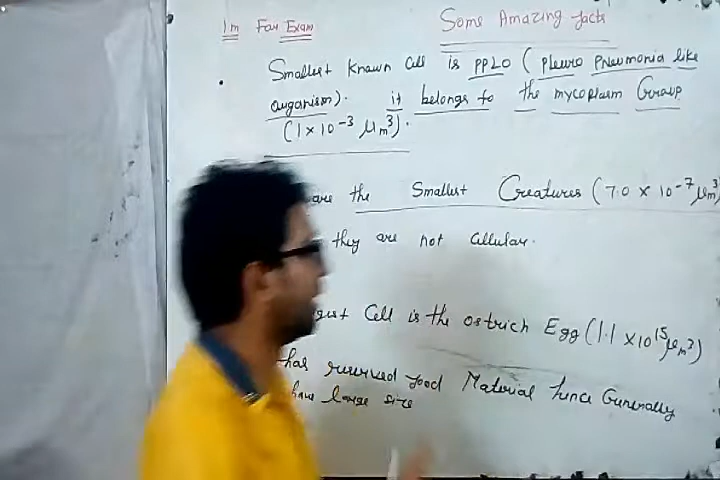 Im For Exam
Some Amazing facts
Smallest known Cell is PPLO (pleuro pneumonia like
organism). it belongs to the mycoplasm Group
(1 × 10⁻³ μm³).
are the Smallest Creatures (7.0 × 10⁻⁷ μm³
they are not Cellular.
gest Cell is the ostrich Egg (1.1 × 10¹⁵ μm³)
has reserved food Material hence Generally
have large size